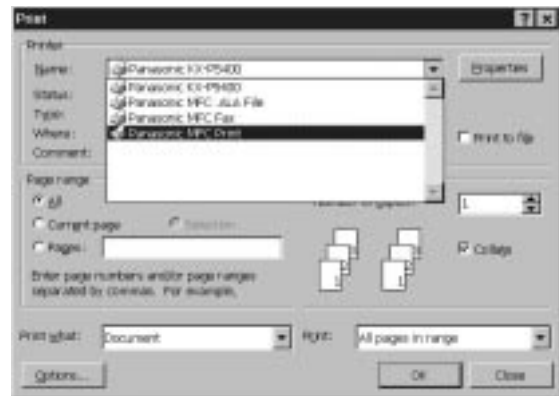 Print
Printer
Name: Panasonic KX-P5400
Properties
Status:
Panasonic KX-P5400
Panasonic MFC .ALA File
Type:
Panasonic MFC Fax
Where:
Panasonic MFC Print
Print to file
Comment:
Page range
All
1
Current page
Selection
Pages:
Collate
Enter page numbers and/or page ranges
separated by commas. For example,
Print what: Document
Print: All pages in range
Options...
OK
Close